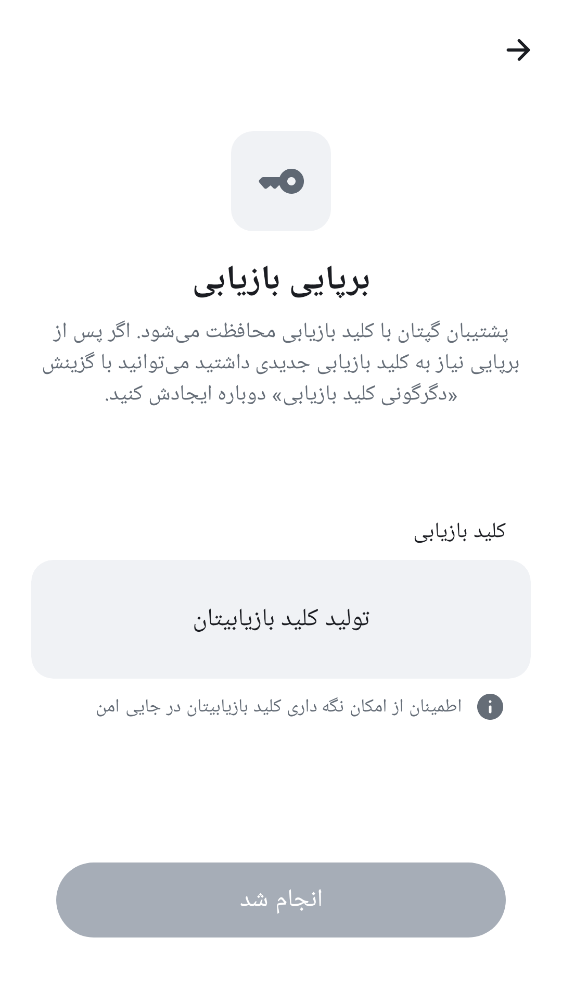 برپایی بازیابی
پشتیبان گپتان با کلید بازیابی محافظت می‌شود. اگر پس از
برپایی نیاز به کلید بازیابی جدیدی داشتید می‌توانید با گزینش
«دگرگونی کلید بازیابی» دوباره ایجادش کنید.
کلید بازیابی
تولید کلید بازیابیتان
اطمینان از امکان نگه داری کلید بازیابیتان در جایی امن
انجام شد